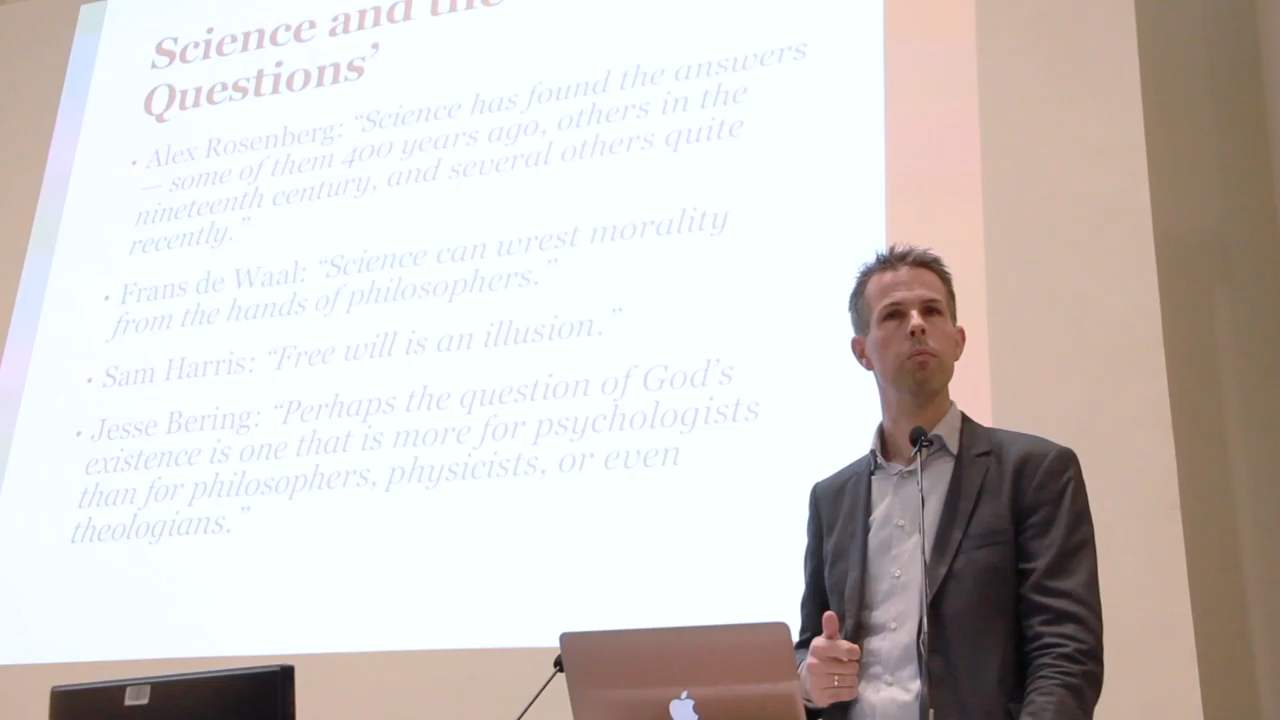 Science and the
Questions’
• Alex Rosenberg: “Science has found the answers
– some of them 400 years ago, others in the
nineteenth century, and several others quite
recently.”
• Frans de Waal: “Science can wrest morality
from the hands of philosophers.”
• Sam Harris: “Free will is an illusion.”
• Jesse Bering: “Perhaps the question of God’s
existence is one that is more for psychologists
than for philosophers, physicists, or even
theologians.”